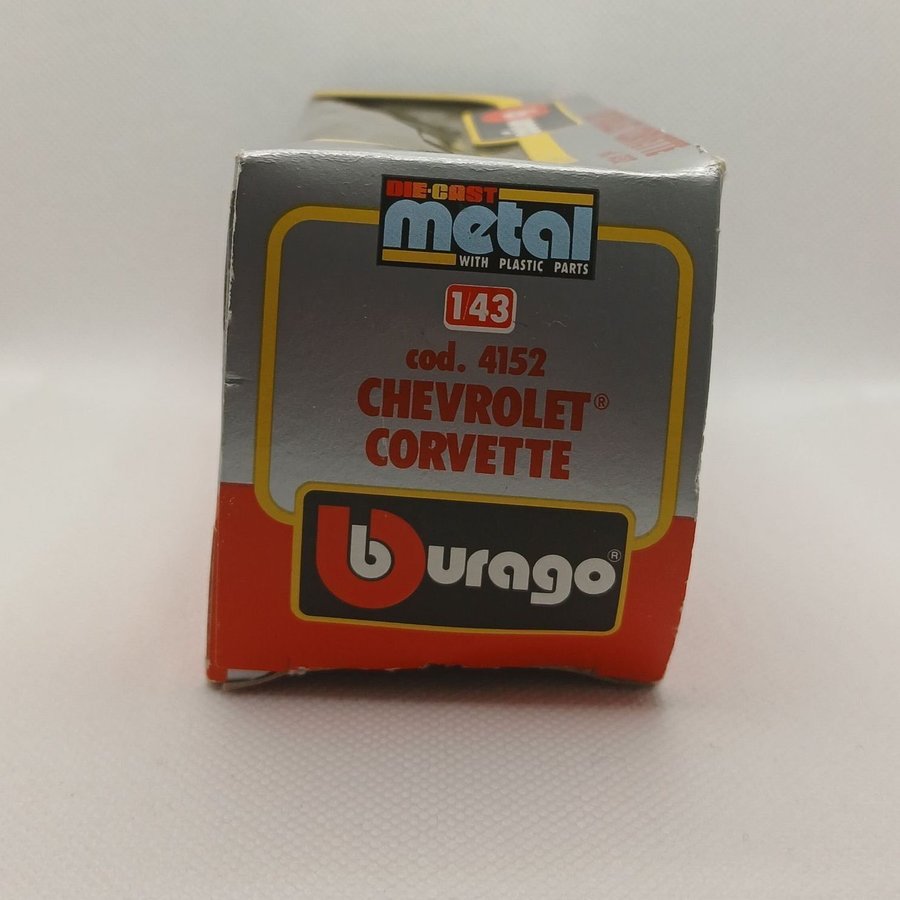 DIE-CAST
metal
WITH PLASTIC PARTS
1/43
cod. 4152
CHEVROLET®
CORVETTE
burago®